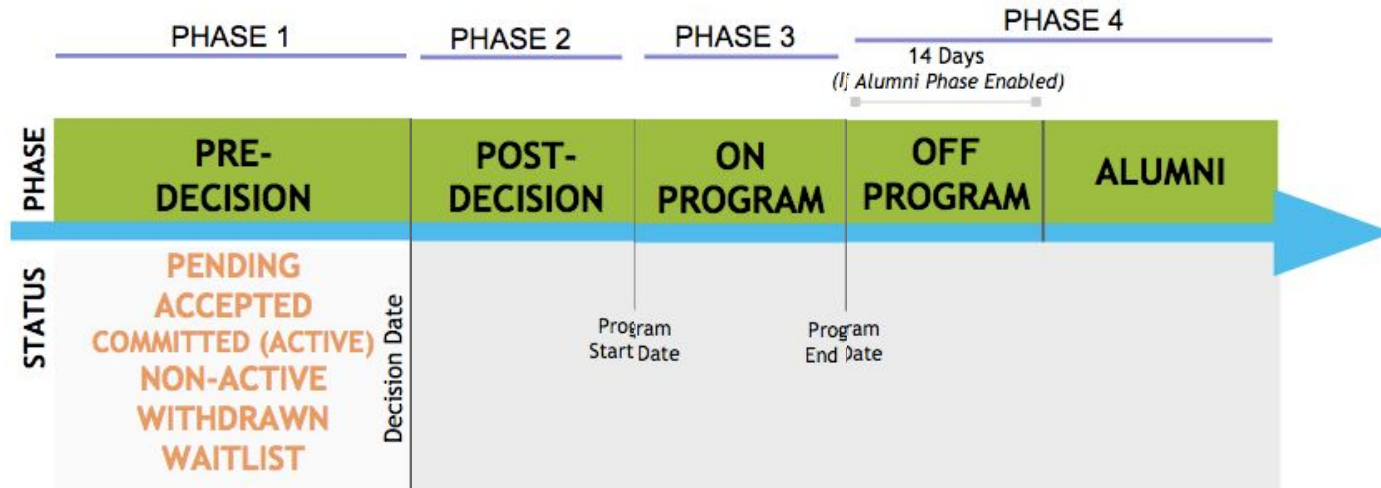 PHASE 1
PHASE 2
PHASE 3
PHASE 4
14 Days
(If Alumni Phase Enabled)
PHASE
PRE-
DECISION
POST-
DECISION
ON
PROGRAM
OFF
PROGRAM
ALUMNI
STATUS
PENDING
ACCEPTED
COMMITTED (ACTIVE)
NON-ACTIVE
WITHDRAWN
WAITLIST
Decision Date
Program
Start Date
Program
End Date